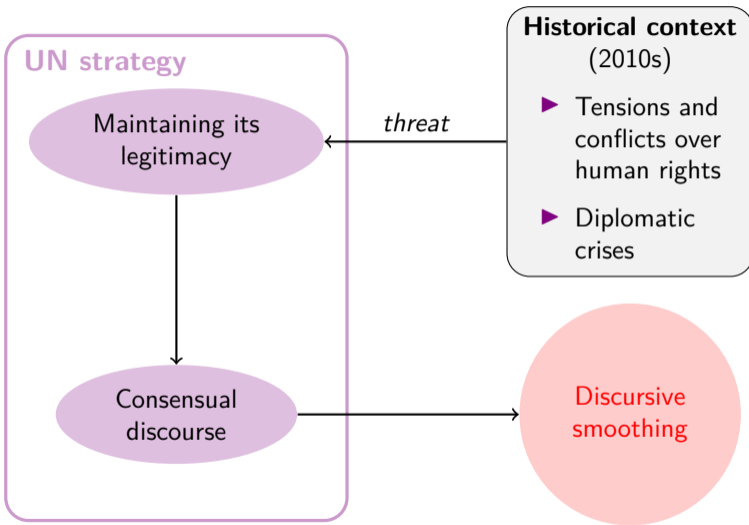 UN strategy
Maintaining its
legitimacy
threat
Historical context
(2010s)
▶ Tensions and
conflicts over
human rights
▶ Diplomatic
crises
Consensual
discourse
Discursive
smoothing